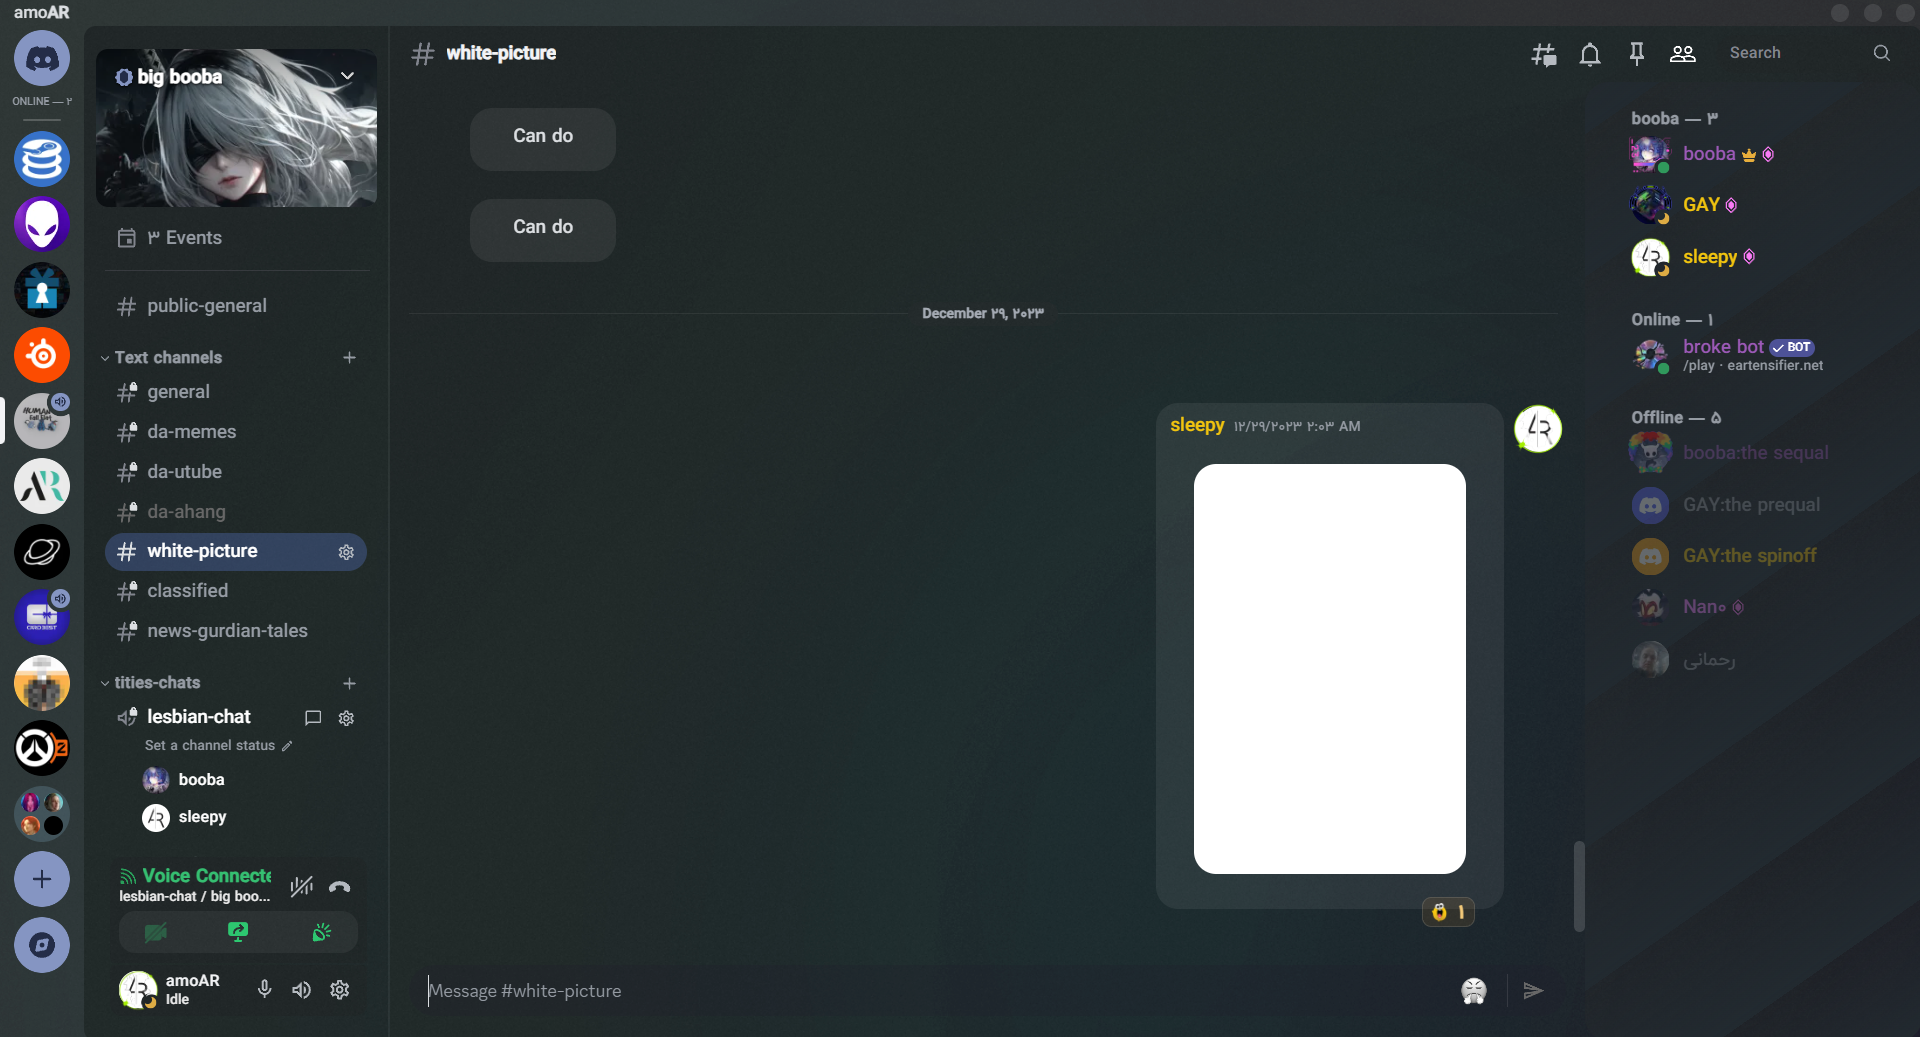 amoAR
ONLINE — ۲
big booba
۳ Events
public-general
Text channels
general
da-memes
da-utube
da-ahang
white-picture
classified
news-gurdian-tales
tities-chats
lesbian-chat
Set a channel status
booba
sleepy
Voice Connecte
lesbian-chat / big boo...
amoAR
Idle
white-picture
Search
Can do
Can do
December ۲۹, ۲۰۲۳
sleepy ۱۲/۲۹/۲۰۲۳ ۲:۰۳ AM
۱
Message #white-picture
booba — ۳
booba
GAY
sleepy
Online — ۱
broke bot BOT
/play · eartensifier.net
Offline — ۵
booba:the sequal
GAY:the prequal
GAY:the spinoff
Nan۰
رحمانی